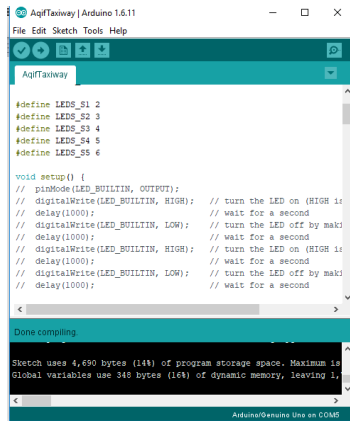 AqifTaxiway | Arduino 1.6.11
File Edit Sketch Tools Help
AqifTaxiway
#define LEDS_S1 2
#define LEDS_S2 3
#define LEDS_S3 4
#define LEDS_S4 5
#define LEDS_S5 6
void setup() {
// pinMode(LED_BUILTIN, OUTPUT);
// digitalWrite(LED_BUILTIN, HIGH); // turn the LED on (HIGH is
// delay(1000); // wait for a second
// digitalWrite(LED_BUILTIN, LOW); // turn the LED off by maki
// delay(1000); // wait for a second
// digitalWrite(LED_BUILTIN, HIGH); // turn the LED on (HIGH is
// delay(1000); // wait for a second
// digitalWrite(LED_BUILTIN, LOW); // turn the LED off by maki
// delay(1000); // wait for a second
Done compiling.
Sketch uses 4,690 bytes (14%) of program storage space. Maximum is
Global variables use 348 bytes (16%) of dynamic memory, leaving 1,
Arduino/Genuino Uno on COM5